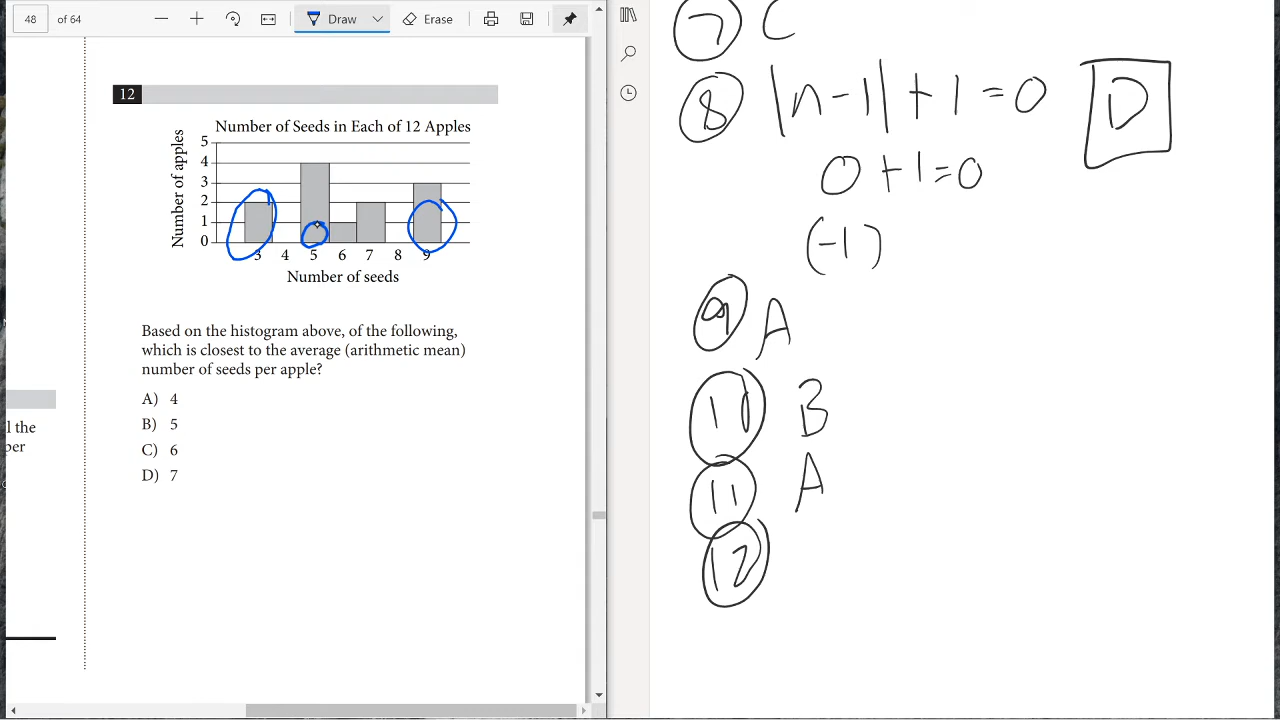 48 of 64
Draw
Erase
12
Number of Seeds in Each of 12 Apples
Number of apples
5
4
3
2
1
0
3 4 5 6 7 8 9
Number of seeds
Based on the histogram above, of the following,
which is closest to the average (arithmetic mean)
number of seeds per apple?
A) 4
B) 5
C) 6
D) 7
l the
per
7 C
8 |n-1|+1=0 D
0+1=0
(-1)
9 A
10 B
11 A
12